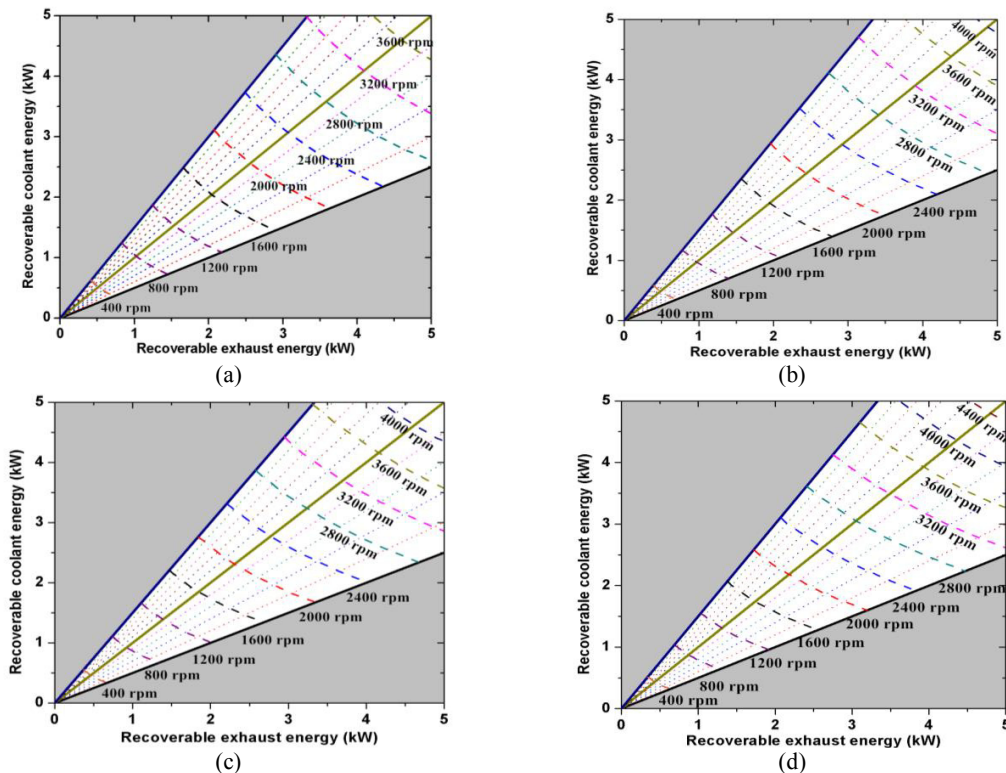 5
4
3
2
1
0
Recoverable coolant energy (kW)
3600 rpm
3200 rpm
2800 rpm
2400 rpm
2000 rpm
1600 rpm
1200 rpm
800 rpm
400 rpm
0 1 2 3 4 5
Recoverable exhaust energy (kW)
(a)
5
4
3
2
1
0
Recoverable coolant energy (kW)
4000 rpm
3600 rpm
3200 rpm
2800 rpm
2400 rpm
2000 rpm
1600 rpm
1200 rpm
800 rpm
400 rpm
0 1 2 3 4 5
Recoverable exhaust energy (kW)
(b)
5
4
3
2
1
0
Recoverable coolant energy (kW)
4000 rpm
3600 rpm
3200 rpm
2800 rpm
2400 rpm
2000 rpm
1600 rpm
1200 rpm
800 rpm
400 rpm
0 1 2 3 4 5
Recoverable exhaust energy (kW)
(c)
5
4
3
2
1
0
Recoverable coolant energy (kW)
4400 rpm
4000 rpm
3600 rpm
3200 rpm
2800 rpm
2400 rpm
2000 rpm
1600 rpm
1200 rpm
800 rpm
400 rpm
0 1 2 3 4 5
Recoverable exhaust energy (kW)
(d)